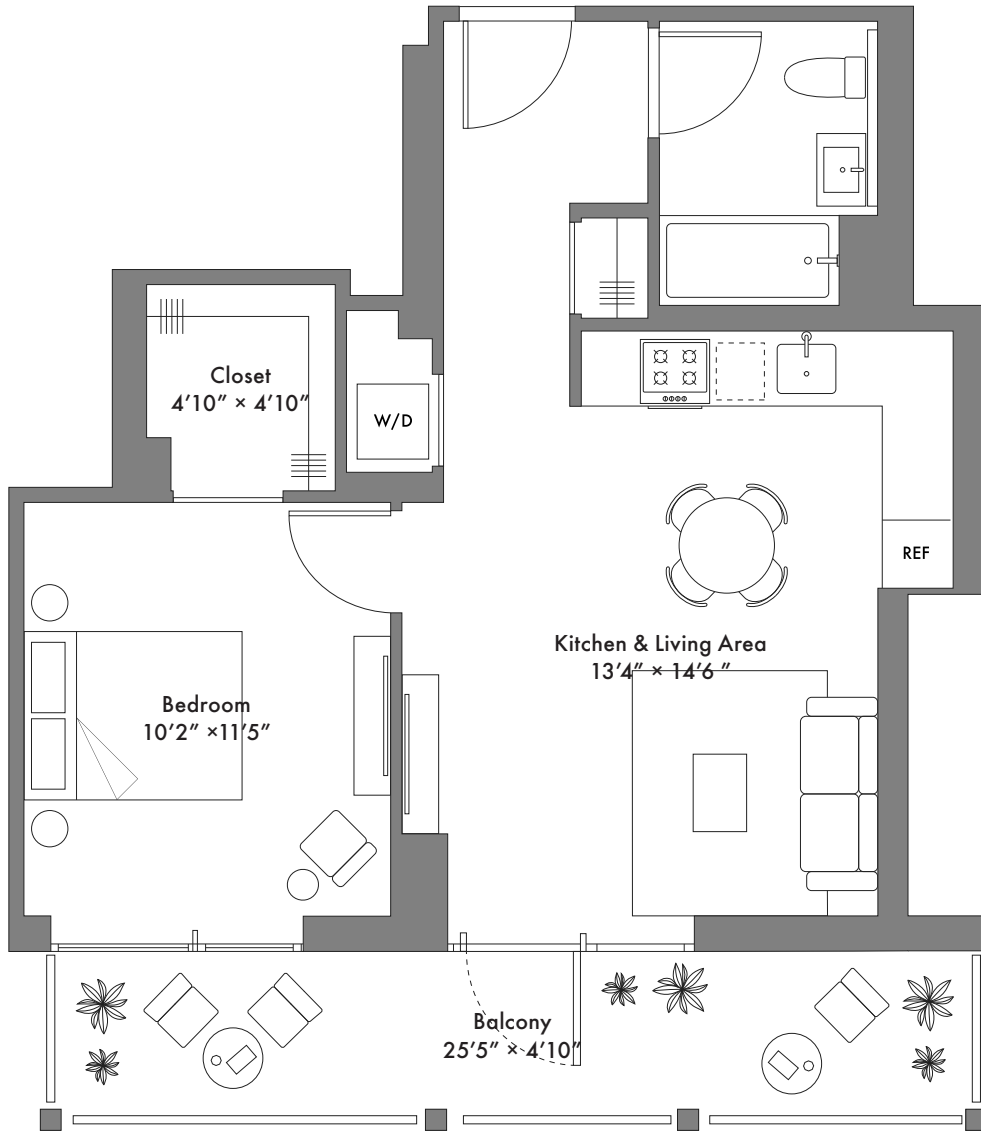 Closet
4’10” × 4’10”
W/D
REF
Kitchen & Living Area
13’4” × 14’6 ”
Bedroom
10’2” ×11’5”
Balcony
25’5” × 4’10”